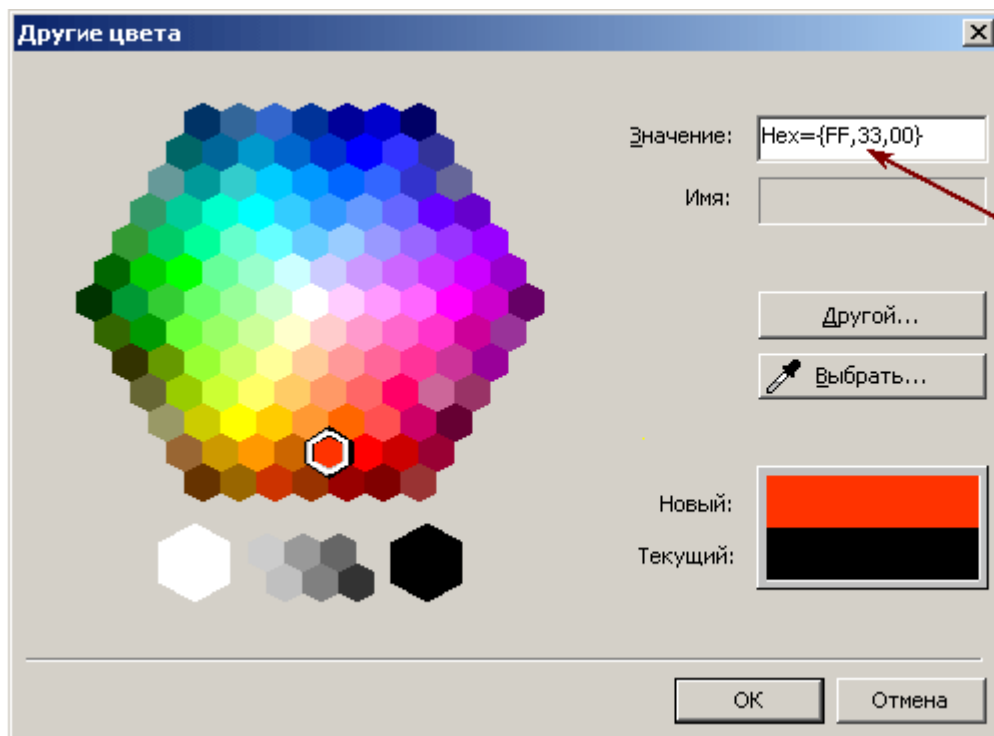 Другие цвета
Значение: Hex={FF,33,00}
Имя:
Другой...
Выбрать...
Новый:
Текущий:
OK Отмена